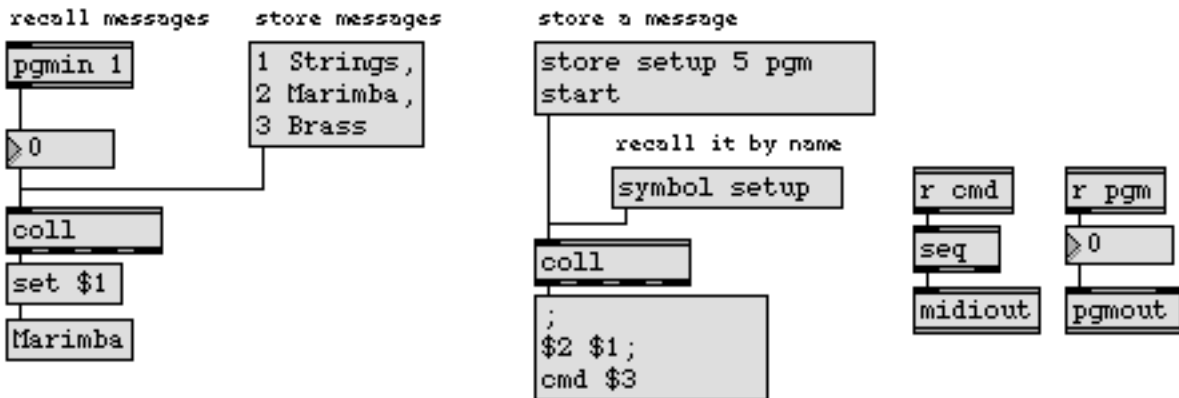 recall messages
store messages
pgmin 1
1 Strings,
2 Marimba,
3 Brass
0
coll
set $1
Marimba
store a message
store setup 5 pgm
start
recall it by name
symbol setup
coll
;
$2 $1;
cmd $3
r cmd
seq
midiout
r pgm
0
pgmout